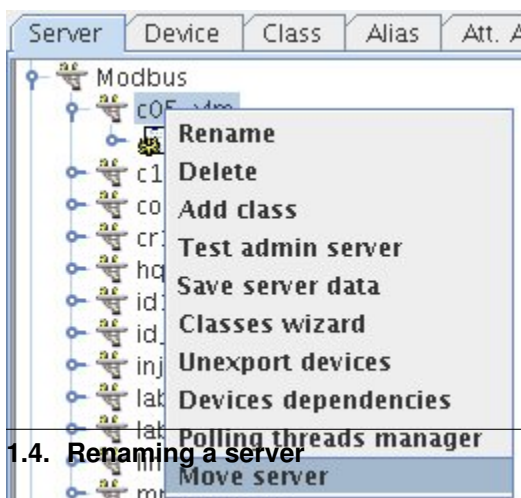 Server Device Class Alias Att. A
Modbus
Rename
Delete
Add class
Test admin server
Save server data
Classes wizard
Unexport devices
Devices dependencies
Polling threads manager
1.4. Renaming a server
Move server